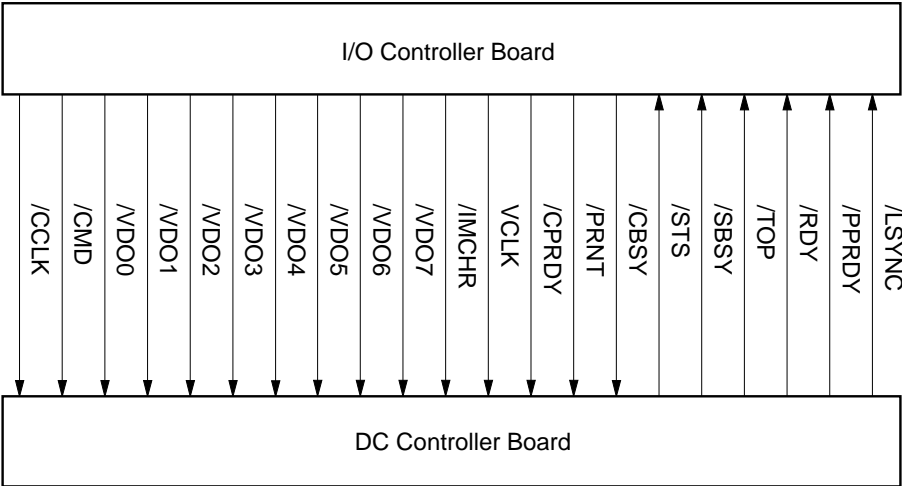 I/O Controller Board
/CCLK
/CMD
/VDO0
/VDO1
/VDO2
/VDO3
/VDO4
/VDO5
/VDO6
/VDO7
/IMCHR
VCLK
/CPRDY
/PRNT
/CBSY
/STS
/SBSY
/TOP
/RDY
/PPRDY
/LSYNC
DC Controller Board